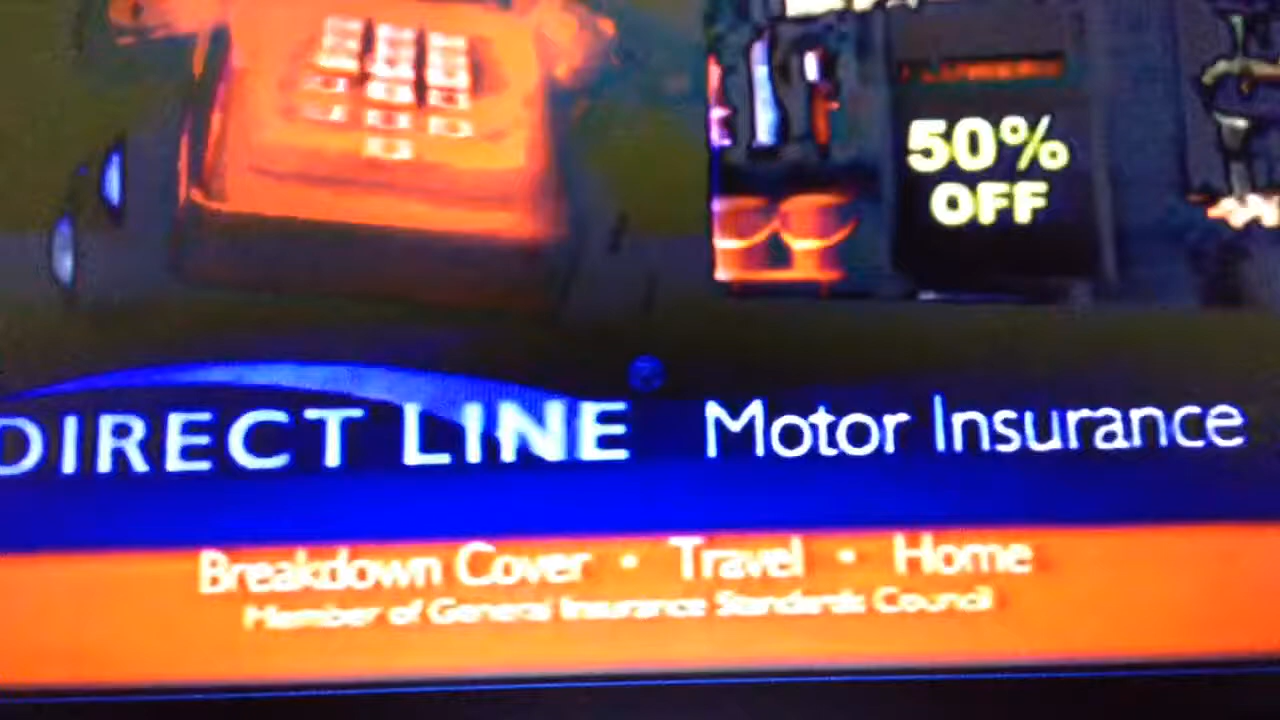 50%
OFF
DIRECT LINE Motor Insurance
Breakdown Cover • Travel • Home
Member of General Insurance Standards Council